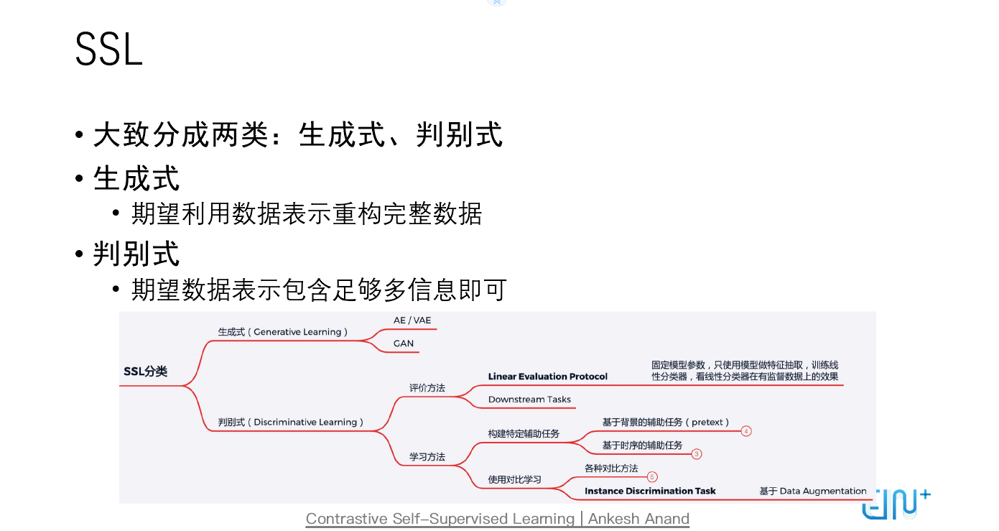 SSL
• 大致分成两类：生成式、判别式
• 生成式
• 期望利用数据表示重构完整数据
• 判别式
• 期望数据表示包含足够多信息即可
SSL分类
生成式（Generative Learning）
AE / VAE
GAN
判别式（Discriminative Learning）
评价方法
Linear Evaluation Protocol
固定模型参数，只使用模型做特征抽取，训练线
性分类器，看线性分类器在有监督数据上的效果
Downstream Tasks
学习方法
构建特定辅助任务
基于背景的辅助任务（pretext）
4
基于时序的辅助任务
3
使用对比学习
各种对比方法
5
Instance Discrimination Task
基于 Data Augmentation
Contrastive Self-Supervised Learning | Ankesh Anand